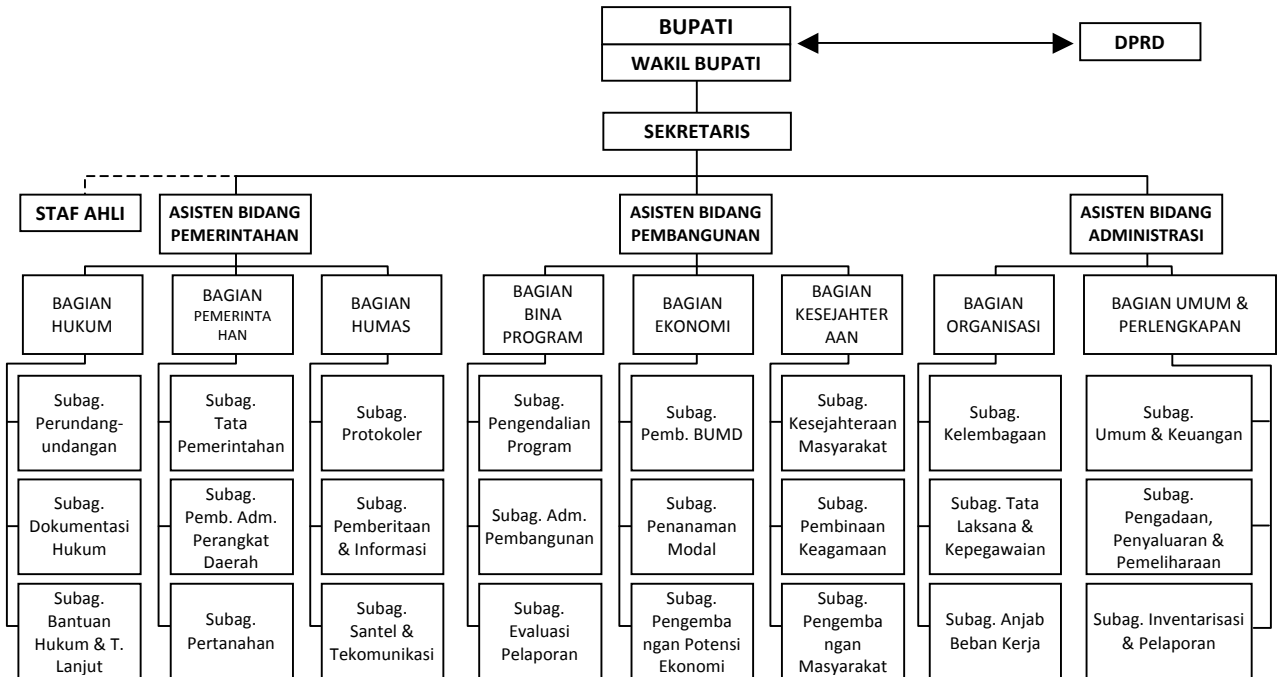 BUPATI
WAKIL BUPATI
DPRD
SEKRETARIS
STAF AHLI
ASISTEN BIDANG
PEMERINTAHAN
ASISTEN BIDANG
PEMBANGUNAN
ASISTEN BIDANG
ADMINISTRASI
BAGIAN
HUKUM
BAGIAN
PEMERINTA
HAN
BAGIAN
HUMAS
BAGIAN
BINA
PROGRAM
BAGIAN
EKONOMI
BAGIAN
KESEJAHTER
AAN
BAGIAN
ORGANISASI
BAGIAN UMUM &
PERLENGKAPAN
Subag.
Perundang-
undangan
Subag.
Tata
Pemerintahan
Subag.
Protokoler
Subag.
Pengendalian
Program
Subag.
Pemb. BUMD
Subag.
Kesejahteraan
Masyarakat
Subag.
Kelembagaan
Subag.
Umum & Keuangan
Subag.
Dokumentasi
Hukum
Subag.
Pemb. Adm.
Perangkat
Daerah
Subag.
Pemberitaan
& Informasi
Subag. Adm.
Pembangunan
Subag.
Penanaman
Modal
Subag.
Pembinaan
Keagamaan
Subag. Tata
Laksana &
Kepegawaian
Subag.
Pengadaan,
Penyaluaran &
Pemeliharaan
Subag.
Bantuan
Hukum & T.
Lanjut
Subag.
Pertanahan
Subag.
Santel &
Tekomunikasi
Subag.
Evaluasi
Pelaporan
Subag.
Pengemba
ngan Potensi
Ekonomi
Subag.
Pengemba
ngan
Masyarakat
Subag. Anjab
Beban Kerja
Subag. Inventarisasi
& Pelaporan